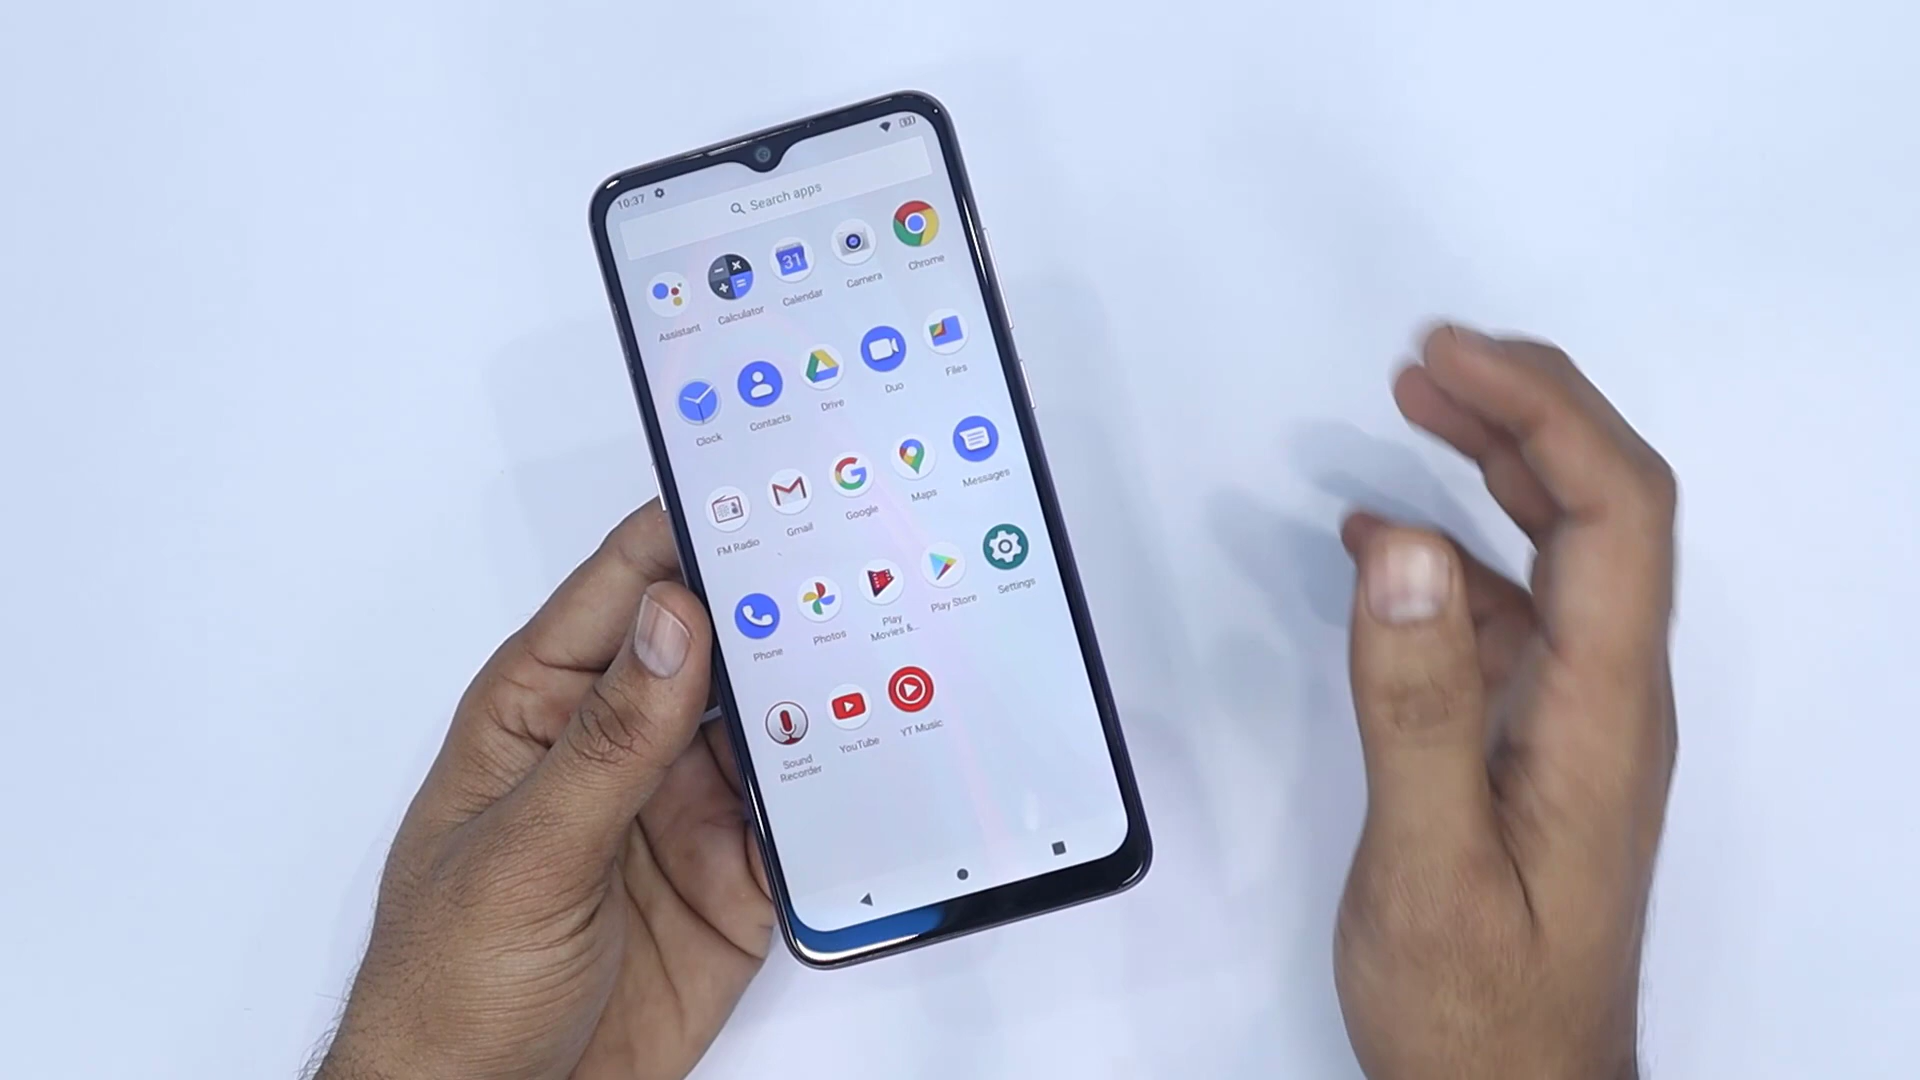 10:37
93
Search apps
31
Assistant
Calculator
Calendar
Camera
Chrome
Clock
Contacts
Drive
Duo
Files
FM Radio
Gmail
Google
Maps
Messages
Phone
Photos
Play
Movies &...
Play Store
Settings
Sound
Recorder
YouTube
YT Music